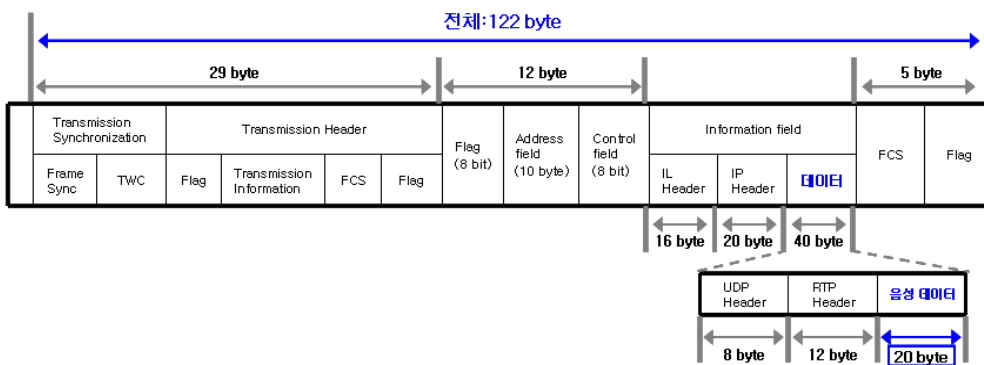 전체:122 byte
29 byte
12 byte
5 byte
Transmission
Synchronization
Transmission Header
Flag
(8 bit)
Address
field
(10 byte)
Control
field
(8 bit)
Information field
FCS
Flag
Frame
Sync
TWC
Flag
Transmission
Information
FCS
Flag
IL
Header
IP
Header
데이터
16 byte
20 byte
40 byte
UDP
Header
RTP
Header
음성 데이터
8 byte
12 byte
20 byte